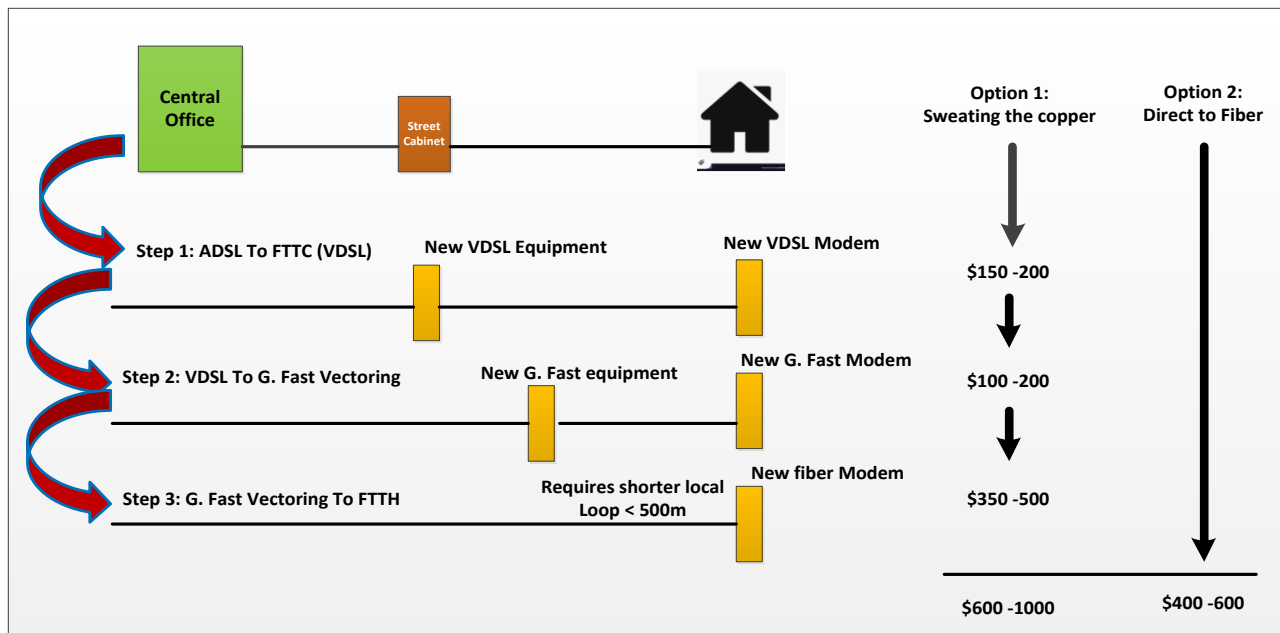 Central
Office
Street
Cabinet
Option 1:
Sweating the copper
Option 2:
Direct to Fiber
Step 1: ADSL To FTTC (VDSL)
New VDSL Equipment
New VDSL Modem
$150 -200
Step 2: VDSL To G. Fast Vectoring
New G. Fast equipment
New G. Fast Modem
$100 -200
Step 3: G. Fast Vectoring To FTTH
Requires shorter local
Loop < 500m
New fiber Modem
$350 -500
$600 -1000
$400 -600